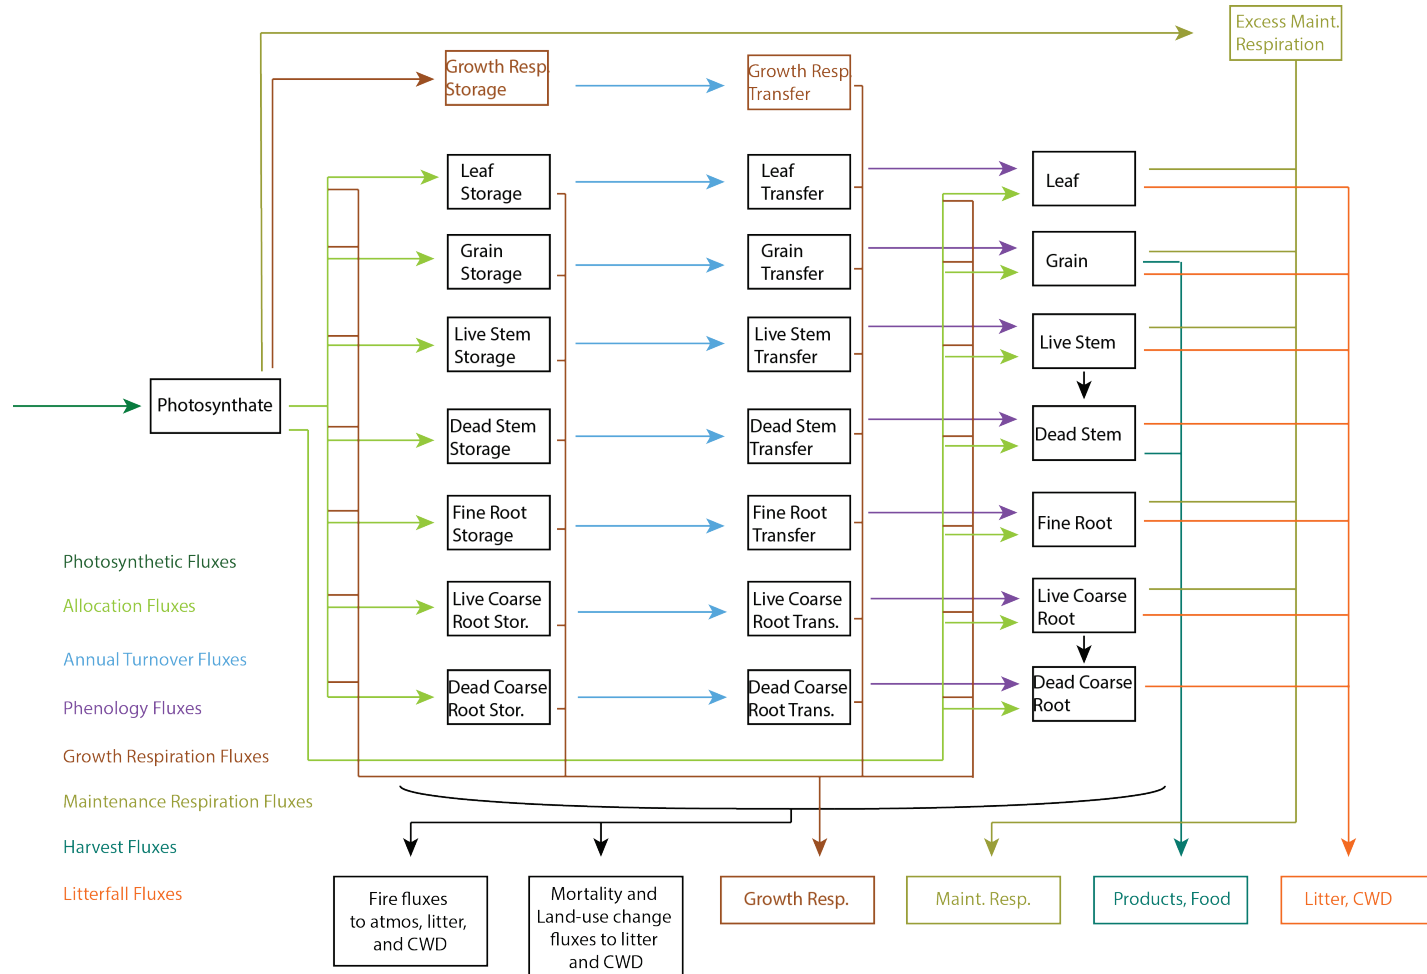 Excess Maint.
Respiration
Growth Resp.
Storage
Growth Resp.
Transfer
Leaf
Storage
Leaf
Transfer
Leaf
Grain
Storage
Grain
Transfer
Grain
Live Stem
Storage
Live Stem
Transfer
Live Stem
Photosynthate
Dead Stem
Storage
Dead Stem
Transfer
Dead Stem
Fine Root
Storage
Fine Root
Transfer
Fine Root
Live Coarse
Root Stor.
Live Coarse
Root Trans.
Live Coarse
Root
Dead Coarse
Root Stor.
Dead Coarse
Root Trans.
Dead Coarse
Root
Photosynthetic Fluxes
Allocation Fluxes
Annual Turnover Fluxes
Phenology Fluxes
Growth Respiration Fluxes
Maintenance Respiration Fluxes
Harvest Fluxes
Litterfall Fluxes
Fire fluxes
to atmos, litter,
and CWD
Mortality and
Land-use change
fluxes to litter
and CWD
Growth Resp.
Maint. Resp.
Products, Food
Litter, CWD